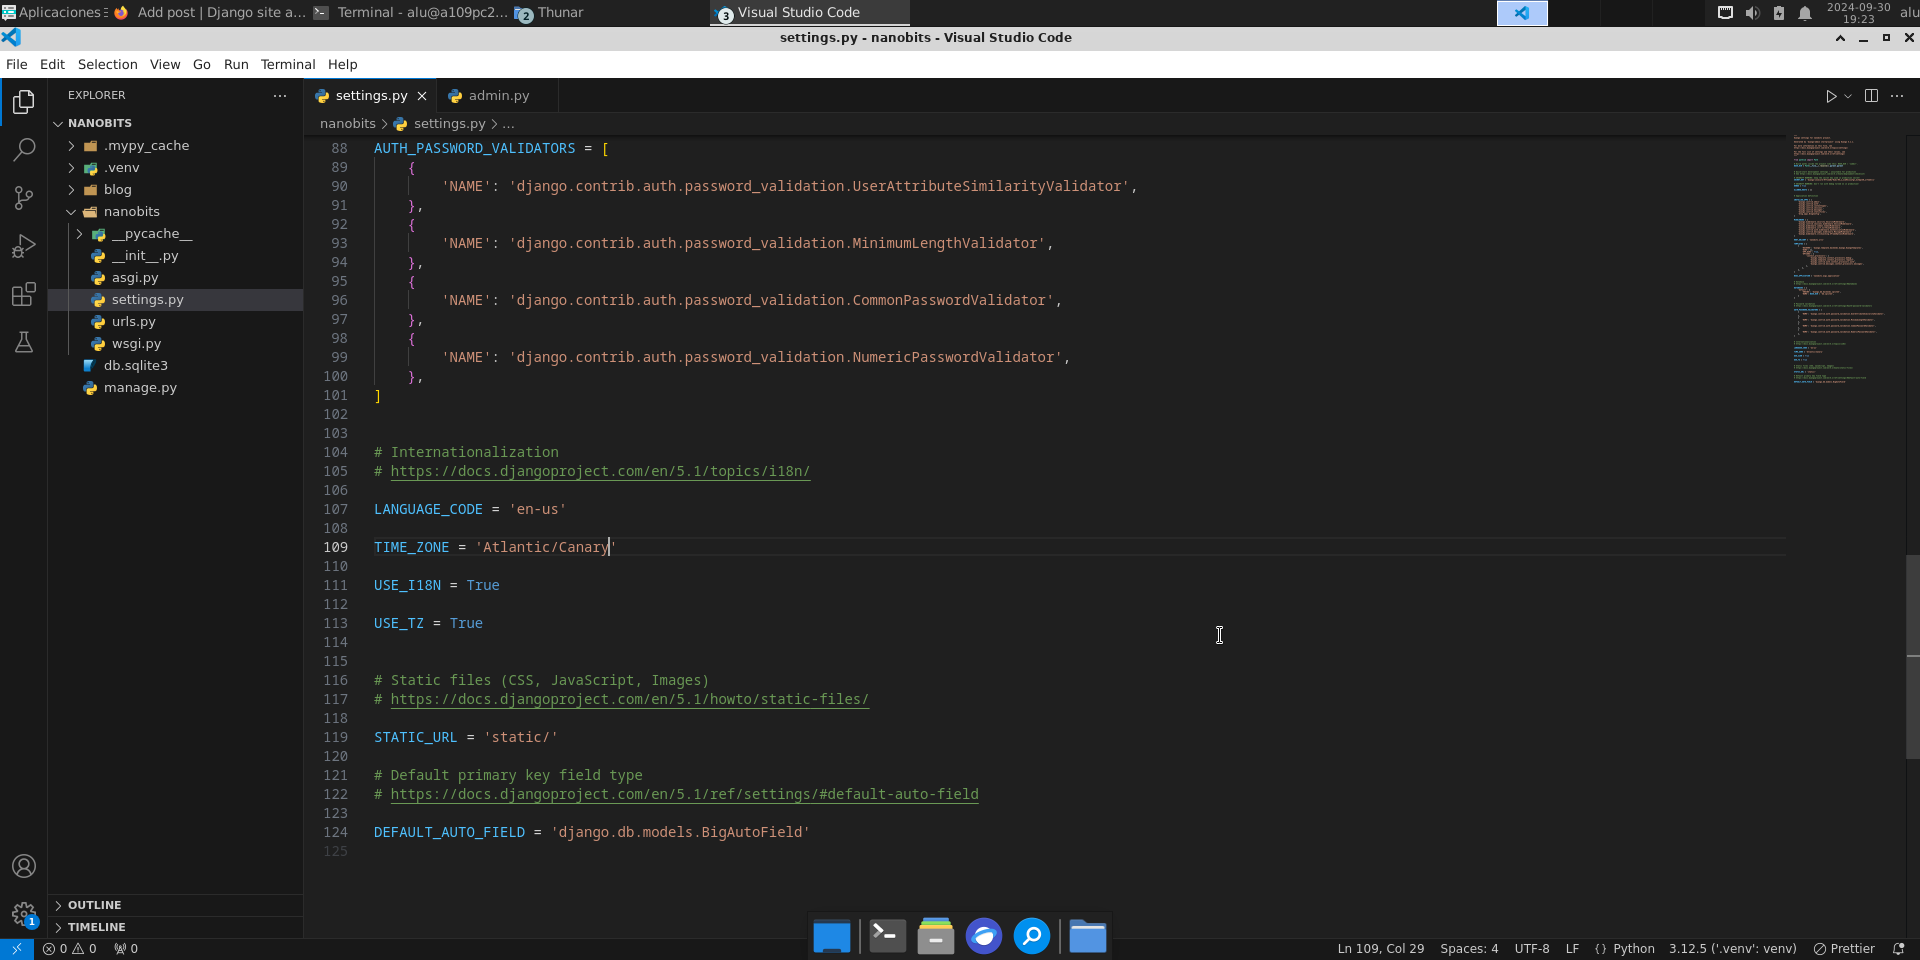 Aplicaciones
Add post | Django site a...
Terminal - alu@a109pc2...
2 Thunar
3 Visual Studio Code
2024-09-30
19:23
alu
settings.py - nanobits - Visual Studio Code
File Edit Selection View Go Run Terminal Help
EXPLORER
NANOBITS
.mypy_cache
.venv
blog
nanobits
__pycache__
__init__.py
asgi.py
settings.py
urls.py
wsgi.py
db.sqlite3
manage.py
OUTLINE
TIMELINE
1
settings.py
admin.py
nanobits > settings.py > ...
88 AUTH_PASSWORD_VALIDATORS = [
89 {
90 'NAME': 'django.contrib.auth.password_validation.UserAttributeSimilarityValidator',
91 },
92 {
93 'NAME': 'django.contrib.auth.password_validation.MinimumLengthValidator',
94 },
95 {
96 'NAME': 'django.contrib.auth.password_validation.CommonPasswordValidator',
97 },
98 {
99 'NAME': 'django.contrib.auth.password_validation.NumericPasswordValidator',
100 },
101 ]
102
103
104 # Internationalization
105 # https://docs.djangoproject.com/en/5.1/topics/i18n/
106
107 LANGUAGE_CODE = 'en-us'
108
109 TIME_ZONE = 'Atlantic/Canary'
110
111 USE_I18N = True
112
113 USE_TZ = True
114
115
116 # Static files (CSS, JavaScript, Images)
117 # https://docs.djangoproject.com/en/5.1/howto/static-files/
118
119 STATIC_URL = 'static/'
120
121 # Default primary key field type
122 # https://docs.djangoproject.com/en/5.1/ref/settings/#default-auto-field
123
124 DEFAULT_AUTO_FIELD = 'django.db.models.BigAutoField'
125
0 0 0
Ln 109, Col 29 Spaces: 4 UTF-8 LF {} Python 3.12.5 ('.venv': venv) Prettier